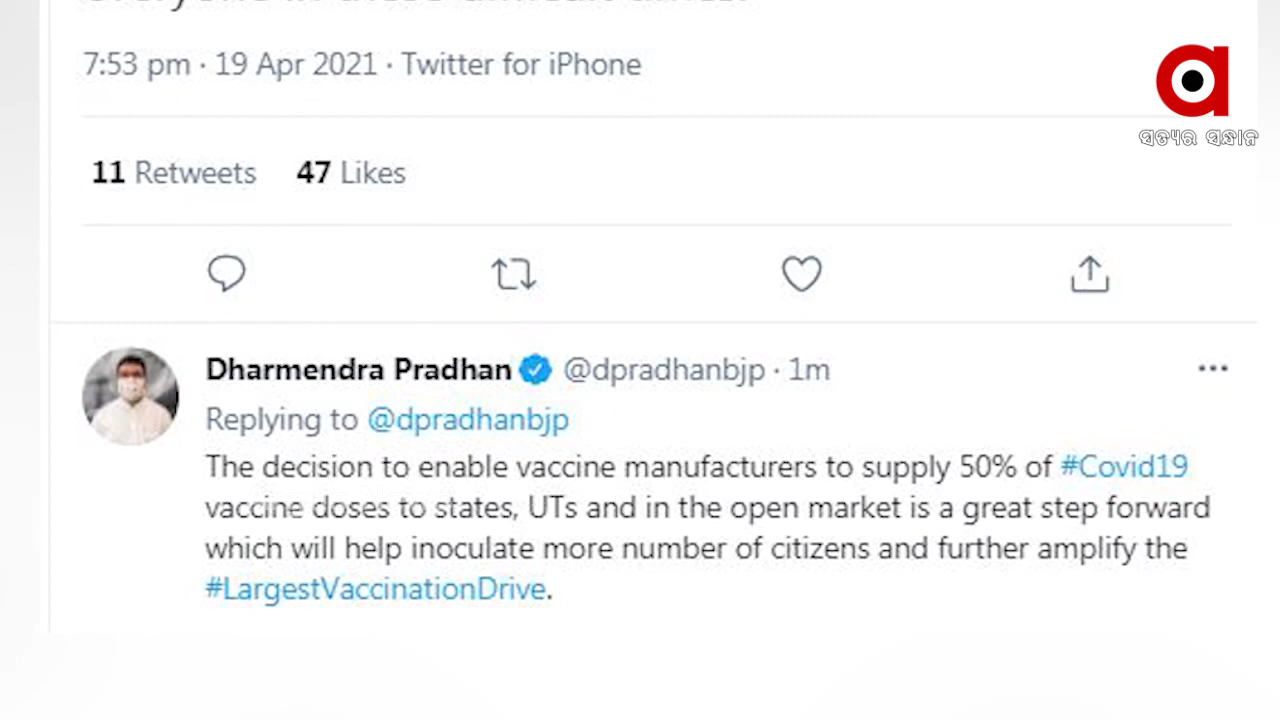 7:53 pm · 19 Apr 2021 · Twitter for iPhone
ସତ୍ୟର ସନ୍ଧାନ
11 Retweets 47 Likes
Dharmendra Pradhan @dpradhanbjp · 1m
Replying to @dpradhanbjp
The decision to enable vaccine manufacturers to supply 50% of #Covid19
vaccine doses to states, UTs and in the open market is a great step forward
which will help inoculate more number of citizens and further amplify the
#LargestVaccinationDrive.